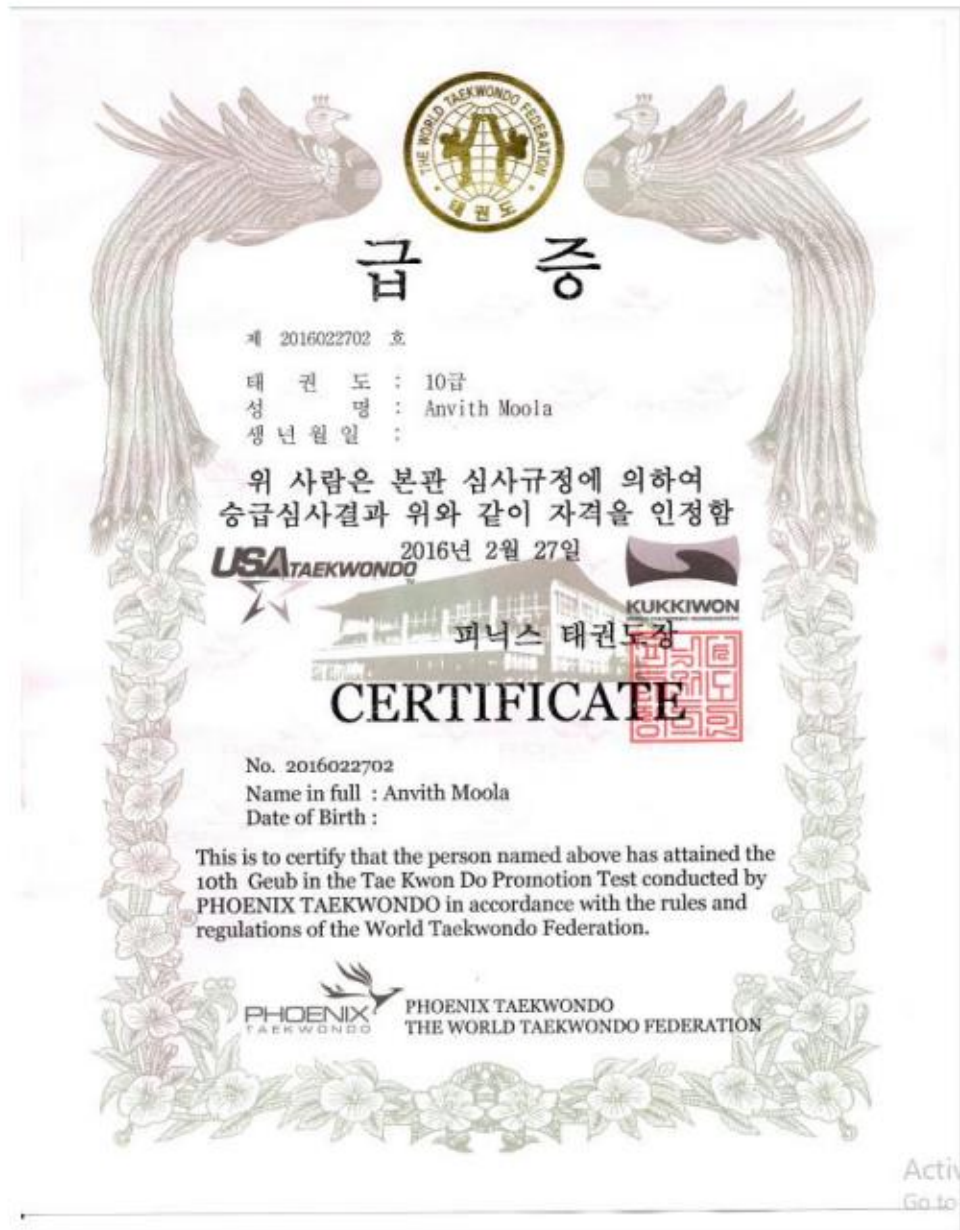 THE WORLD TAEKWONDO FEDERATION
태권도
급 증
제 2016022702 호
태 권 도 : 10급
성 명 : Anvith Moola
생 년 월 일 :
위 사람은 본관 심사규정에 의하여
승급심사결과 위와 같이 자격을 인정함
2016년 2월 27일
USA TAEKWONDO
KUKKIWON
피닉스 태권도장
CERTIFICATE
No. 2016022702
Name in full : Anvith Moola
Date of Birth :
This is to certify that the person named above has attained the
10th Geub in the Tae Kwon Do Promotion Test conducted by
PHOENIX TAEKWONDO in accordance with the rules and
regulations of the World Taekwondo Federation.
PHOENIX
TAEKWONDO
PHOENIX TAEKWONDO
THE WORLD TAEKWONDO FEDERATION
Go to